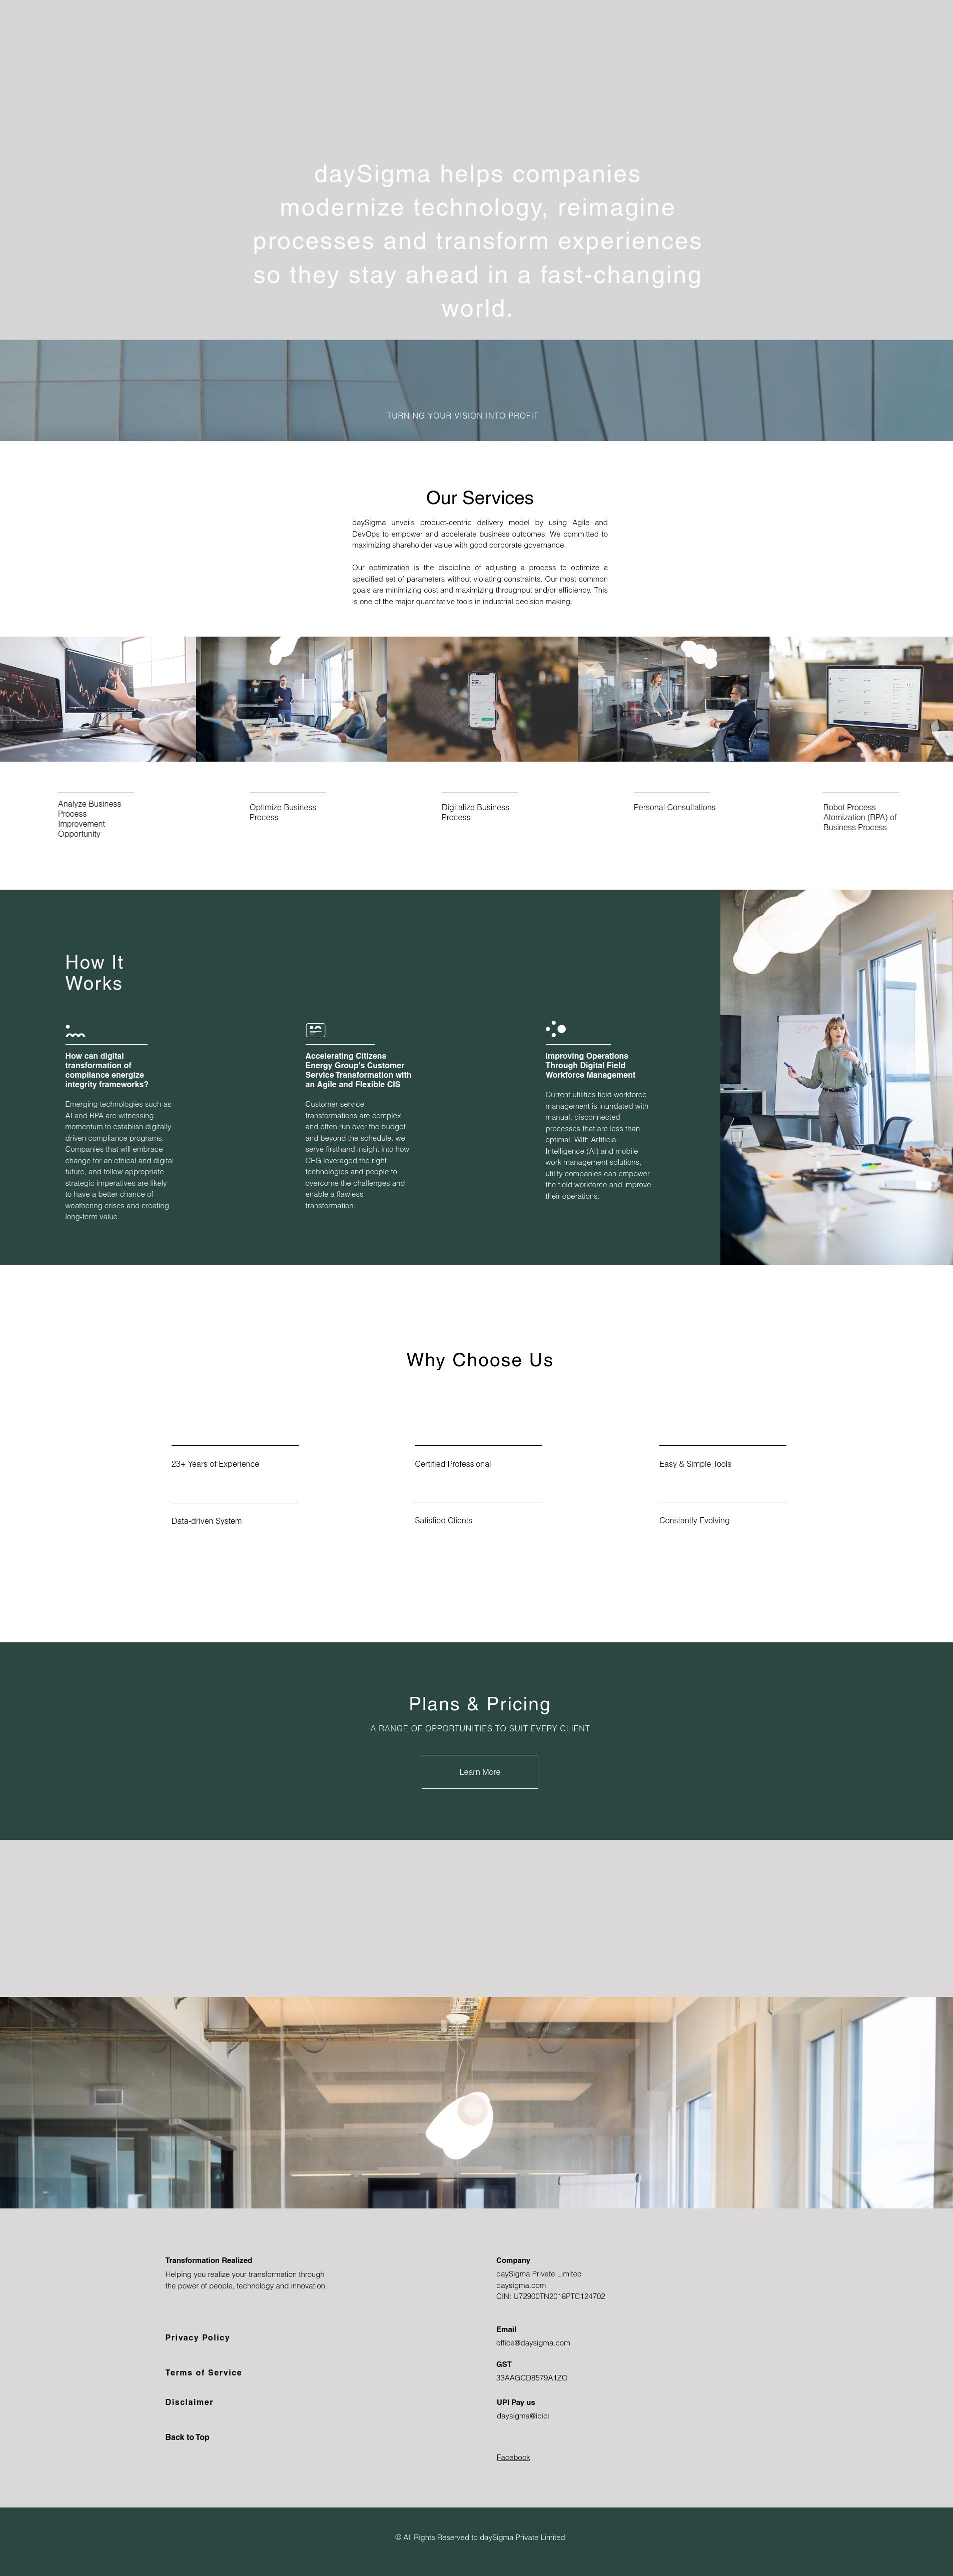 daySigma helps companies
modernize technology, reimagine
processes and transform experiences
so they stay ahead in a fast-changing
world.
TURNING YOUR VISION INTO PROFIT
Our Services
daySigma unveils product-centric delivery model by using Agile and
DevOps to empower and accelerate business outcomes. We committed to
maximizing shareholder value with good corporate governance.
Our optimization is the discipline of adjusting a process to optimize a
specified set of parameters without violating constraints. Our most common
goals are minimizing cost and maximizing throughput and/or efficiency. This
is one of the major quantitative tools in industrial decision making.
Analyze Business
Process
Improvement
Opportunity
Optimize Business
Process
Digitalize Business
Process
Personal Consultations
Robot Process
Atomization (RPA) of
Business Process
How It
Works
How can digital
transformation of
compliance energize
integrity frameworks?
Emerging technologies such as
AI and RPA are witnessing
momentum to establish digitally
driven compliance programs.
Companies that will embrace
change for an ethical and digital
future, and follow appropriate
strategic imperatives are likely
to have a better chance of
weathering crises and creating
long-term value.
Accelerating Citizens
Energy Group's Customer
Service Transformation with
an Agile and Flexible CIS
Customer service
transformations are complex
and often run over the budget
and beyond the schedule. we
serve firsthand insight into how
CEG leveraged the right
technologies and people to
overcome the challenges and
enable a flawless
transformation.
Improving Operations
Through Digital Field
Workforce Management
Current utilities field workforce
management is inundated with
manual, disconnected
processes that are less than
optimal. With Artificial
Intelligence (AI) and mobile
work management solutions,
utility companies can empower
the field workforce and improve
their operations.
Why Choose Us
23+ Years of Experience
Certified Professional
Easy & Simple Tools
Data-driven System
Satisfied Clients
Constantly Evolving
Plans & Pricing
A RANGE OF OPPORTUNITIES TO SUIT EVERY CLIENT
Learn More
Transformation Realized
Helping you realize your transformation through
the power of people, technology and innovation.
Privacy Policy
Terms of Service
Disclaimer
Back to Top
Company
daySigma Private Limited
daysigma.com
CIN: U72900TN2018PTC124702
Email
office@daysigma.com
GST
33AAGCD8579A1ZO
UPI Pay us
daysigma@icici
Facebook
© All Rights Reserved to daySigma Private Limited